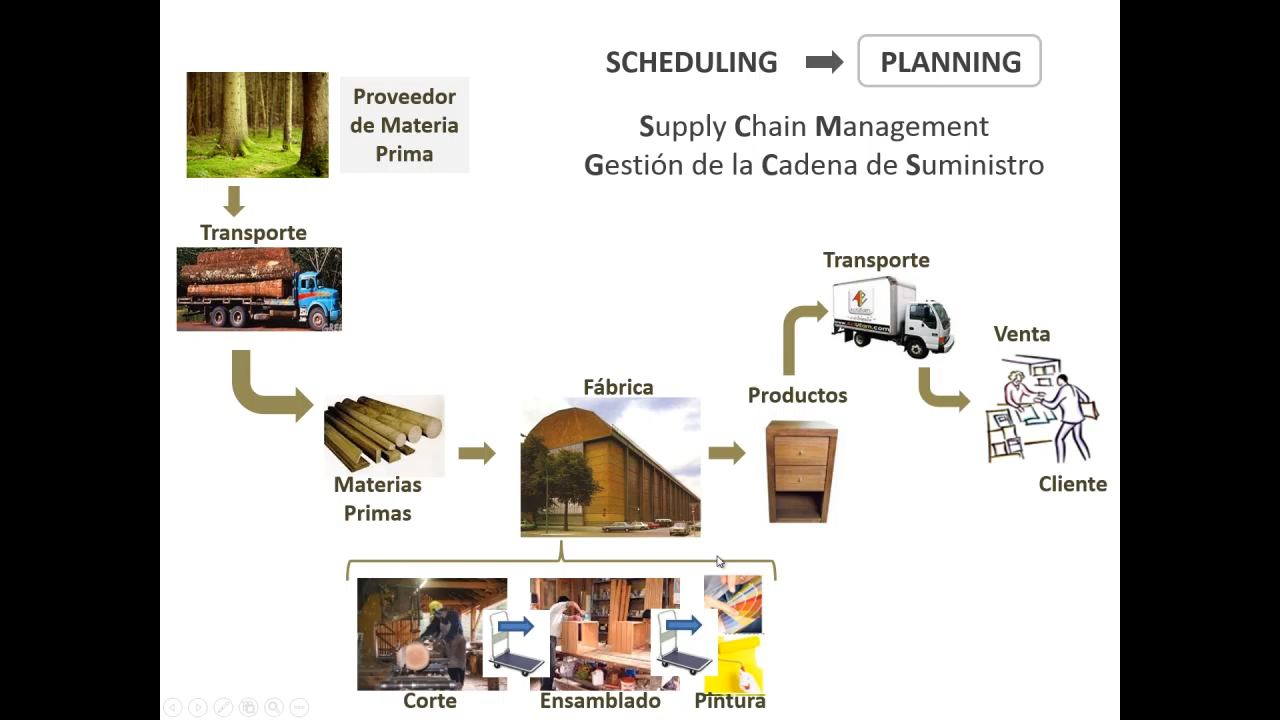 SCHEDULING
PLANNING
Supply Chain Management
Gestión de la Cadena de Suministro
Proveedor
de Materia
Prima
Transporte
Transporte
Venta
Fábrica
Productos
Materias
Primas
Cliente
Corte
Ensamblado
Pintura